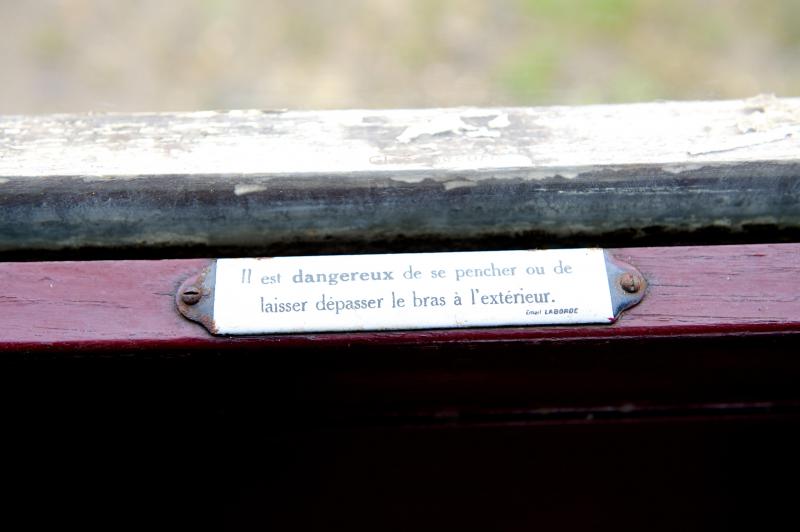 Il est dangereux de se pencher ou de
laisser dépasser le bras à l'extérieur.
Email LABORDE